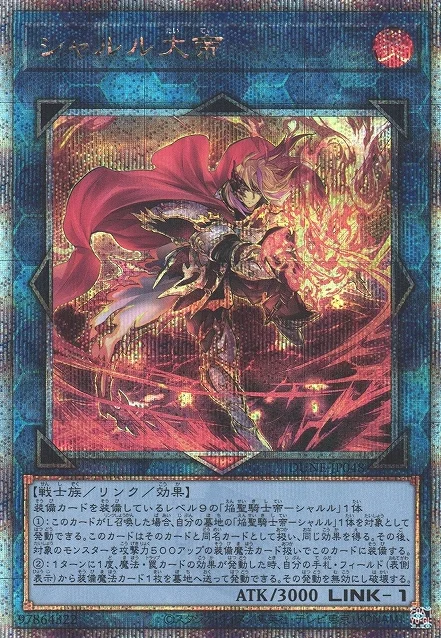 シャルル大帝
DUNE-JP048
【戦士族/リンク/効果】
装備カードを装備しているレベル9の「焔聖騎士帝-シャルル」1体
①:このカードがL召喚した場合、自分の墓地の「焔聖騎士帝-シャルル」1体を対象として
発動できる。このカードはそのカードと同名カードとして扱い、同じ効果を得る。その後、
対象のモンスターを攻撃力500アップの装備魔法カード扱いでこのカードに装備する。
②:1ターンに1度、魔法・罠カードの効果が発動した時、自分の手札・フィールド(表側
表示)から装備魔法カード1枚を墓地へ送って発動できる。その発動を無効にし破壊する。
ATK/3000 LINK-1